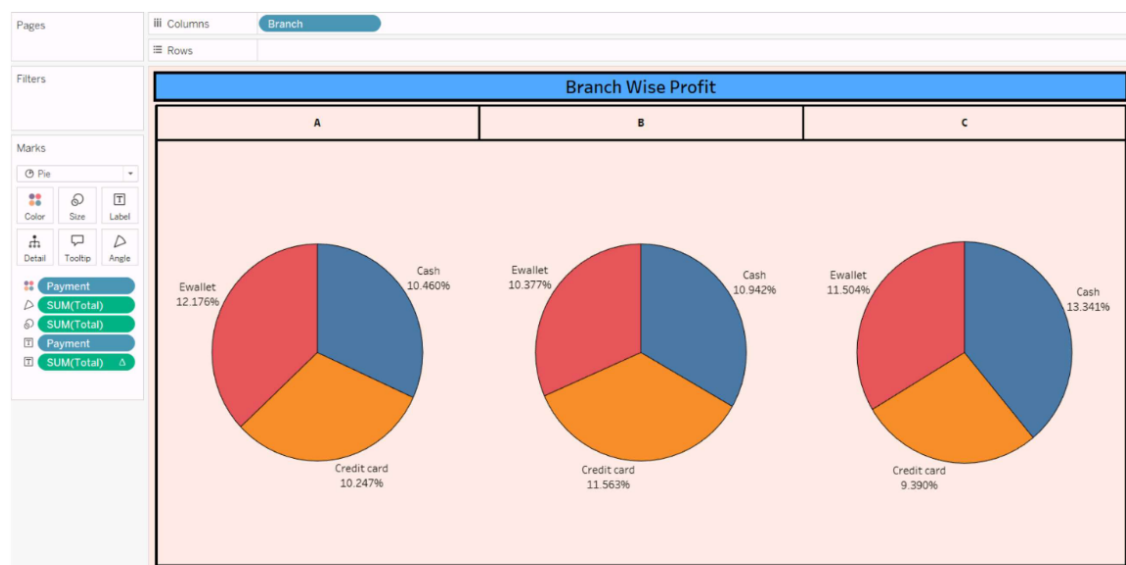 Pages
Columns
Branch
Rows
Filters
Marks
Pie
Color
Size
Label
Detail
Tooltip
Angle
Payment
SUM(Total)
SUM(Total)
Payment
SUM(Total)
Branch Wise Profit
A
B
C
Ewallet
12.176%
Cash
10.460%
Credit card
10.247%
Ewallet
10.377%
Cash
10.942%
Credit card
11.563%
Ewallet
11.504%
Cash
13.341%
Credit card
9.390%